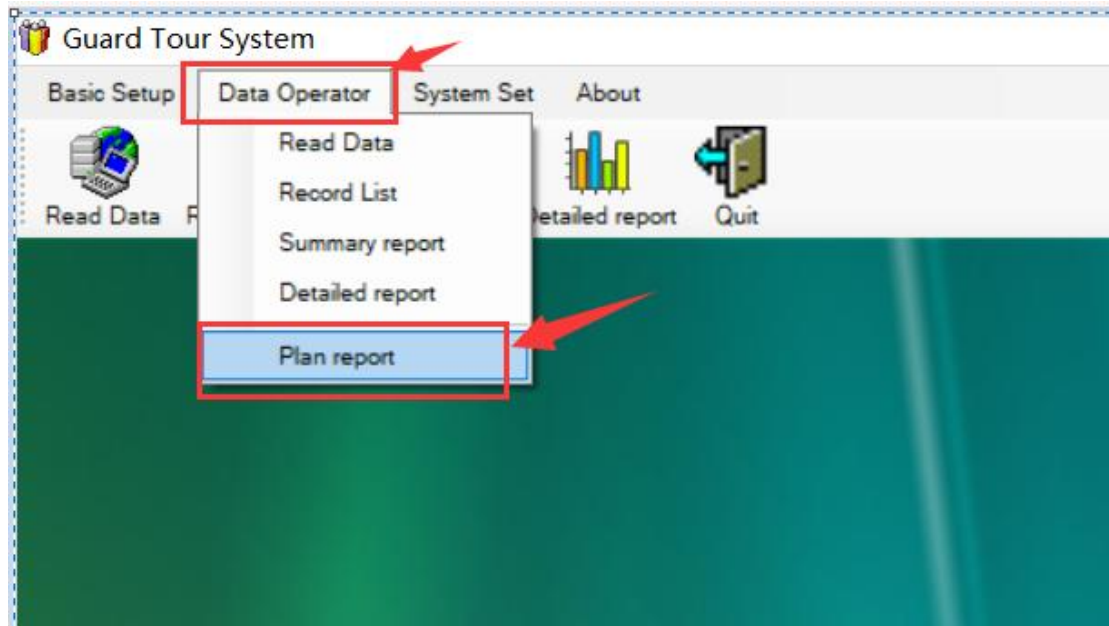 Guard Tour System
Basic Setup Data Operator System Set About
Read Data
Record List
Summary report
Detailed report
Plan report
Read Data Detailed report Quit